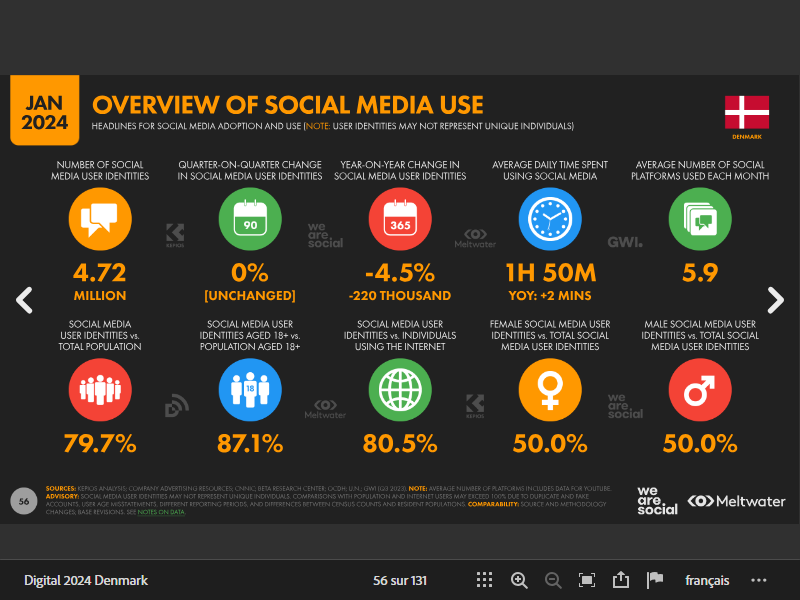 JAN
2024
OVERVIEW OF SOCIAL MEDIA USE
HEADLINES FOR SOCIAL MEDIA ADOPTION AND USE (NOTE: USER IDENTITIES MAY NOT REPRESENT UNIQUE INDIVIDUALS)
DENMARK
NUMBER OF SOCIAL
MEDIA USER IDENTITIES
4.72
MILLION
QUARTER-ON-QUARTER CHANGE
IN SOCIAL MEDIA USER IDENTITIES
90
0%
[UNCHANGED]
YEAR-ON-YEAR CHANGE IN
SOCIAL MEDIA USER IDENTITIES
365
-4.5%
-220 THOUSAND
AVERAGE DAILY TIME SPENT
USING SOCIAL MEDIA
1H 50M
YOY: +2 MINS
AVERAGE NUMBER OF SOCIAL
PLATFORMS USED EACH MONTH
5.9
KEPIOS
we
are
social
Meltwater
GWI.
SOCIAL MEDIA
USER IDENTITIES vs.
TOTAL POPULATION
79.7%
SOCIAL MEDIA USER
IDENTITIES AGED 18+ vs.
POPULATION AGED 18+
18
87.1%
SOCIAL MEDIA USER
IDENTITIES vs. INDIVIDUALS
USING THE INTERNET
80.5%
FEMALE SOCIAL MEDIA USER
IDENTITIES vs. TOTAL SOCIAL
MEDIA USER IDENTITIES
50.0%
MALE SOCIAL MEDIA USER
IDENTITIES vs. TOTAL SOCIAL
MEDIA USER IDENTITIES
50.0%
Meltwater
KEPIOS
we
are
social
56
SOURCES: KEPIOS ANALYSIS; COMPANY ADVERTISING RESOURCES; CNNIC; BETA RESEARCH CENTER; OCDH; U.N.; GWI (Q3 2023). NOTE: AVERAGE NUMBER OF PLATFORMS INCLUDES DATA FOR YOUTUBE.
ADVISORY: SOCIAL MEDIA USER IDENTITIES MAY NOT REPRESENT UNIQUE INDIVIDUALS. COMPARISONS WITH POPULATION AND INTERNET USERS MAY EXCEED 100% DUE TO DUPLICATE AND FAKE
ACCOUNTS, USER AGE MISSTATEMENTS, DIFFERENT REPORTING PERIODS, AND DIFFERENCES BETWEEN CENSUS COUNTS AND RESIDENT POPULATIONS. COMPARABILITY: SOURCE AND METHODOLOGY
CHANGES; BASE REVISIONS. SEE NOTES ON DATA.
we
are
social
Meltwater
Digital 2024 Denmark
56 sur 131
français